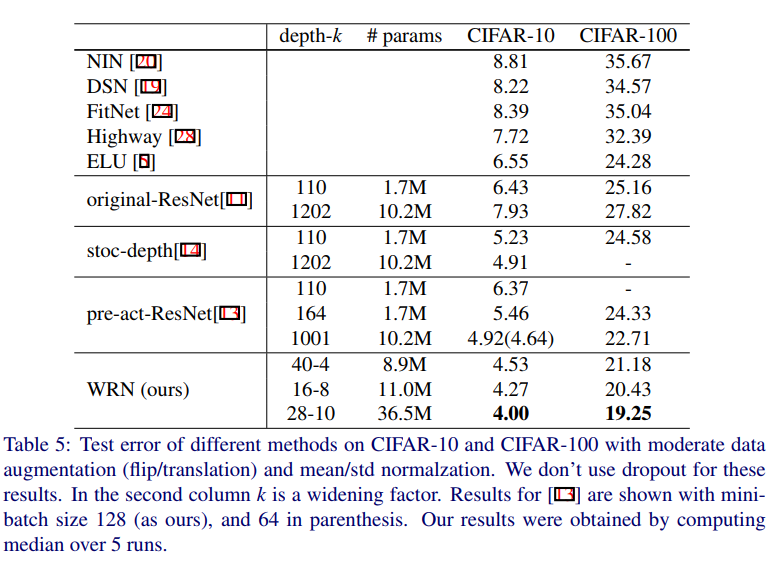 depth-k # params CIFAR-10 CIFAR-100
NIN [20] 8.81 35.67
DSN [19] 8.22 34.57
FitNet [24] 8.39 35.04
Highway [28] 7.72 32.39
ELU [5] 6.55 24.28
original-ResNet[11] 110 1.7M 6.43 25.16
1202 10.2M 7.93 27.82
stoc-depth[14] 110 1.7M 5.23 24.58
1202 10.2M 4.91 -
pre-act-ResNet[13] 110 1.7M 6.37 -
164 1.7M 5.46 24.33
1001 10.2M 4.92(4.64) 22.71
WRN (ours) 40-4 8.9M 4.53 21.18
16-8 11.0M 4.27 20.43
28-10 36.5M 4.00 19.25
Table 5: Test error of different methods on CIFAR-10 and CIFAR-100 with moderate data
augmentation (flip/translation) and mean/std normalzation. We don't use dropout for these
results. In the second column k is a widening factor. Results for [13] are shown with mini-
batch size 128 (as ours), and 64 in parenthesis. Our results were obtained by computing
median over 5 runs.